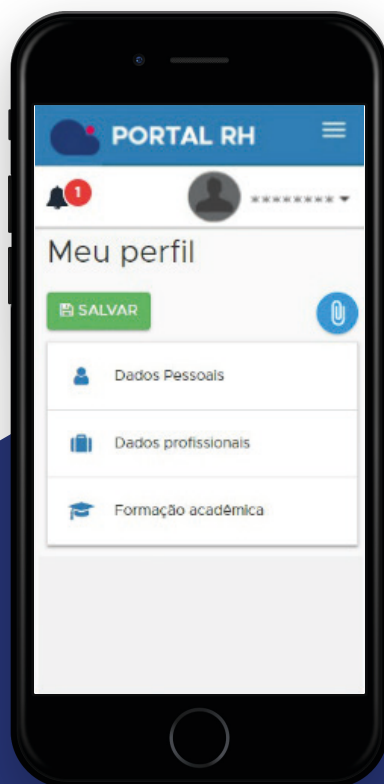 PORTAL RH
1
******** 
Meu perfil
SALVAR
Dados Pessoais
Dados profissionais
Formação acadêmica